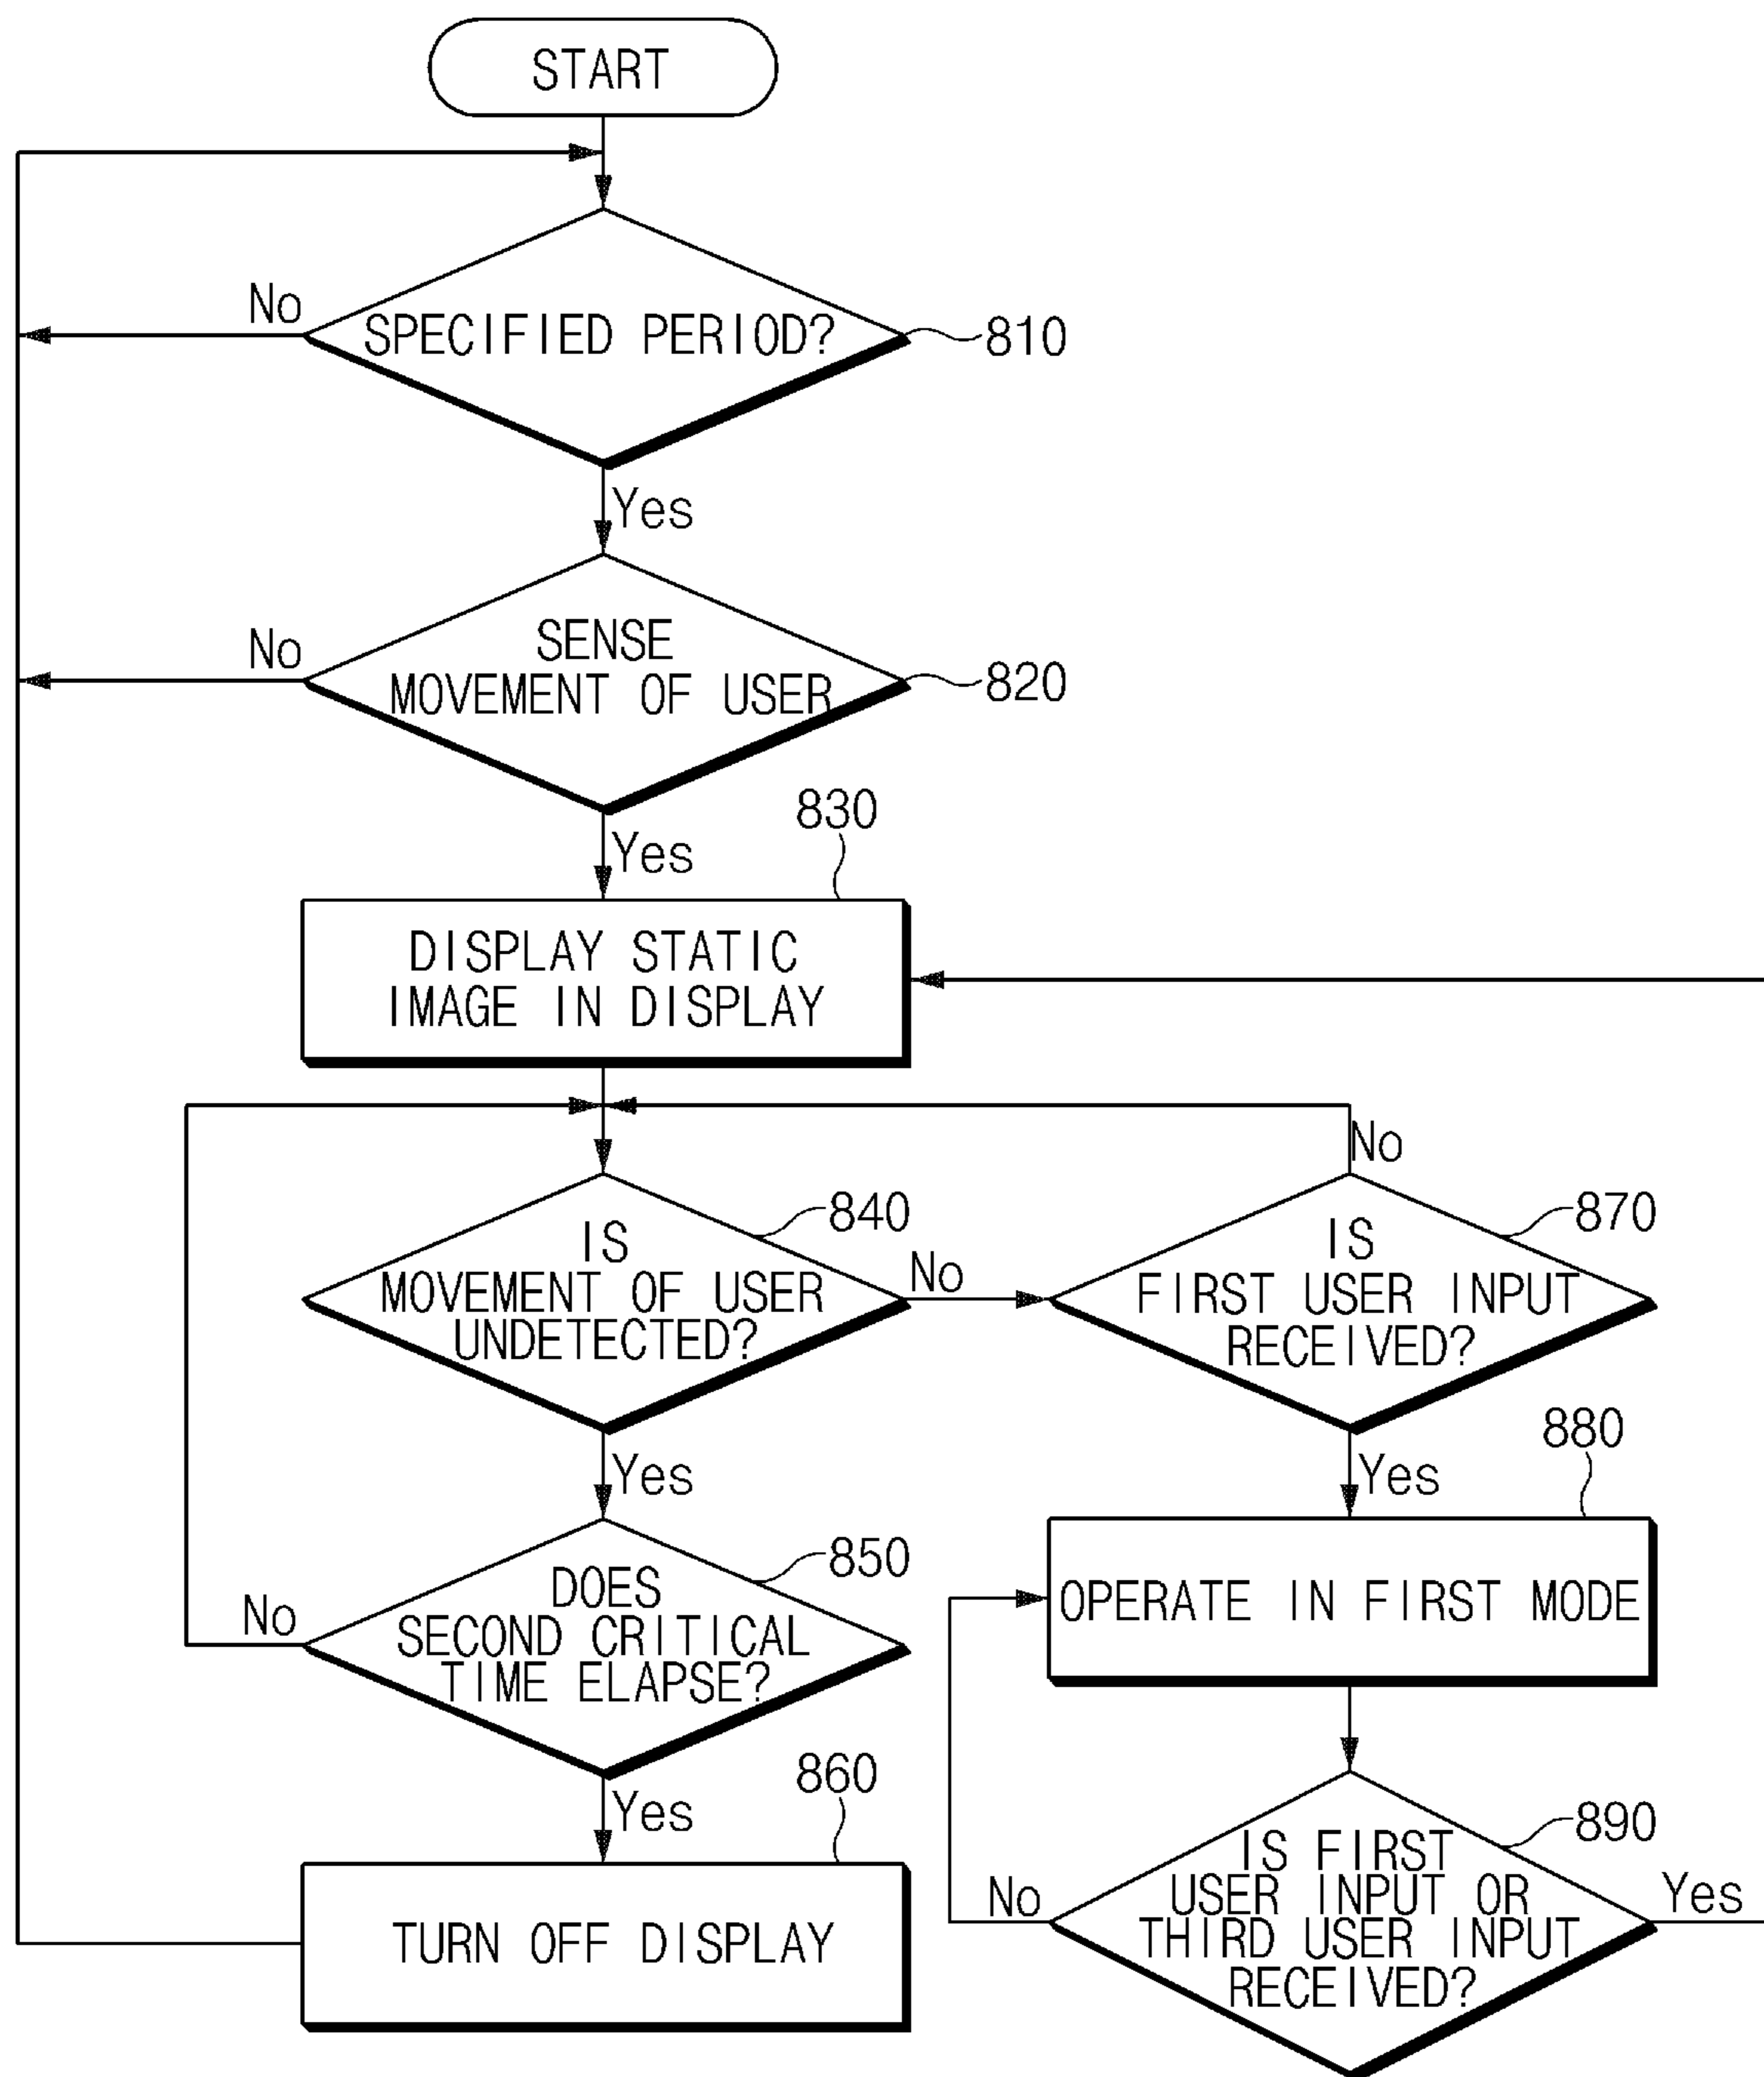 START
No
SPECIFIED PERIOD?
810
Yes
No
SENSE
MOVEMENT OF USER
820
830
Yes
DISPLAY STATIC
IMAGE IN DISPLAY
No
840
870
IS
MOVEMENT OF USER
UNDETECTED?
No
IS
FIRST USER INPUT
RECEIVED?
880
Yes
Yes
850
DOES
SECOND CRITICAL
TIME ELAPSE?
No
OPERATE IN FIRST MODE
860
Yes
890
IS FIRST
USER INPUT OR
THIRD USER INPUT
RECEIVED?
No
Yes
TURN OFF DISPLAY